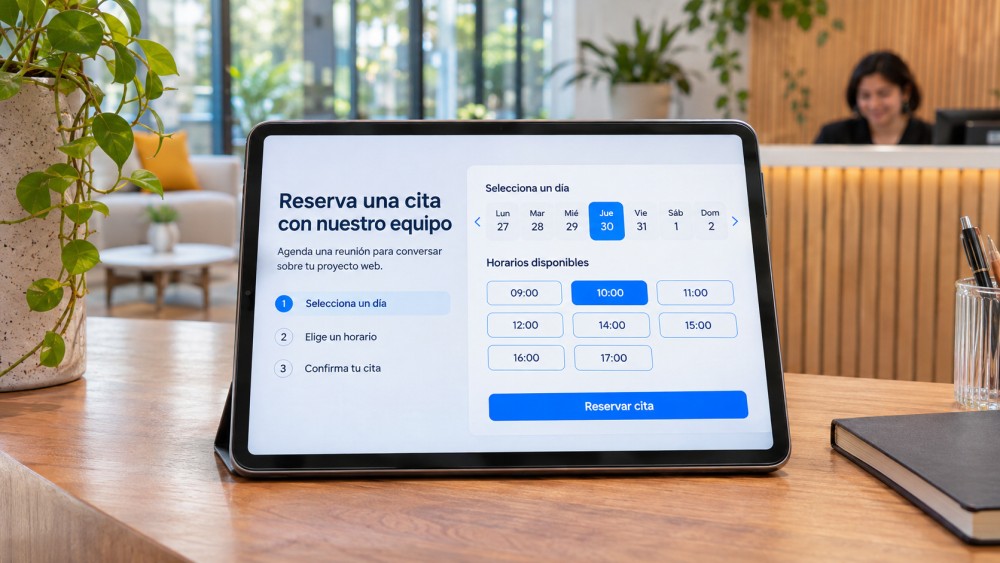 Reserva una cita
con nuestro equipo
Agenda una reunión para conversar
sobre tu proyecto web.
1 Selecciona un día
2 Elige un horario
3 Confirma tu cita
Selecciona un día
Lun Mar Mié Jue Vie Sáb Dom
27 28 29 30 31 1 2
Horarios disponibles
09:00 10:00 11:00
12:00 14:00 15:00
16:00 17:00
Reservar cita